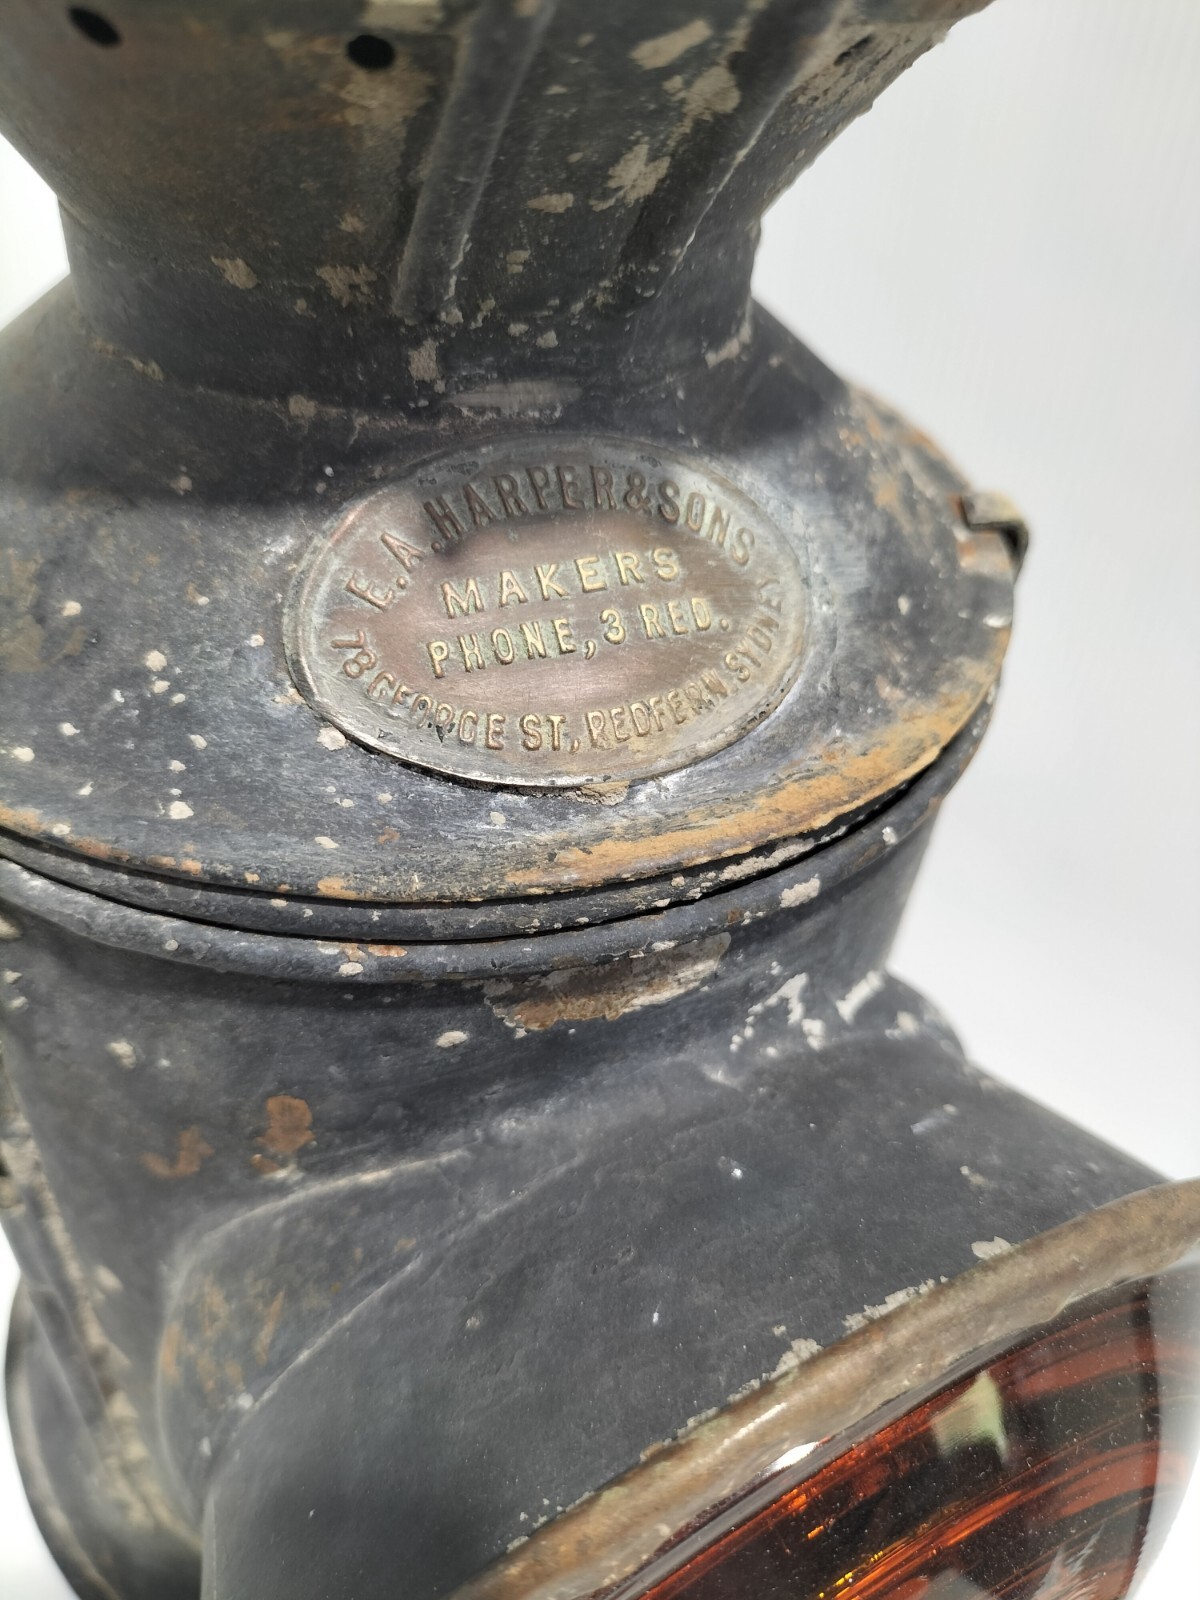 E.A. HARPER & SONS
MAKERS
PHONE, 3 RED.
78 GEORGE ST, REDFERN. SYDNEY